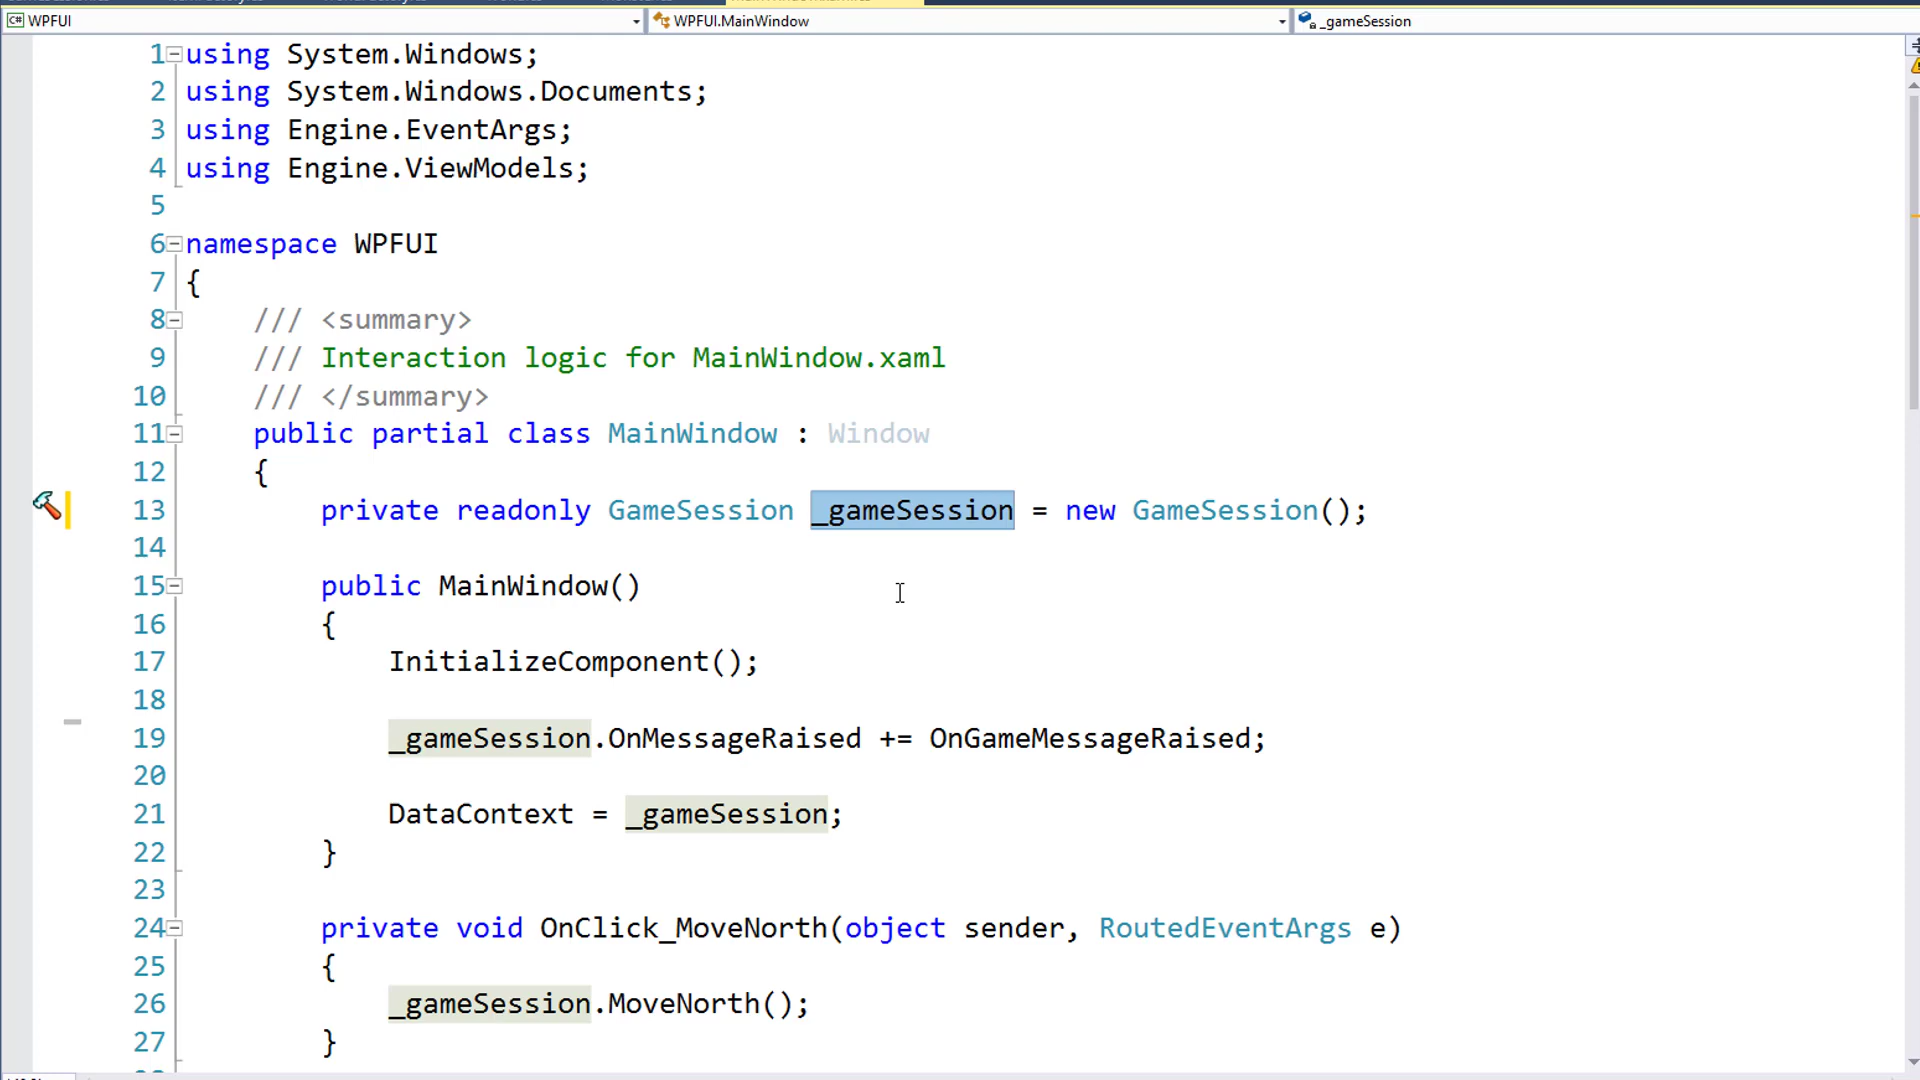 WPFUI WPFUI.MainWindow _gameSession
1 using System.Windows;
2 using System.Windows.Documents;
3 using Engine.EventArgs;
4 using Engine.ViewModels;
5
6 namespace WPFUI
7 {
8 /// <summary>
9 /// Interaction logic for MainWindow.xaml
10 /// </summary>
11 public partial class MainWindow : Window
12 {
13 private readonly GameSession _gameSession = new GameSession();
14
15 public MainWindow()
16 {
17 InitializeComponent();
18
19 _gameSession.OnMessageRaised += OnGameMessageRaised;
20
21 DataContext = _gameSession;
22 }
23
24 private void OnClick_MoveNorth(object sender, RoutedEventArgs e)
25 {
26 _gameSession.MoveNorth();
27 }